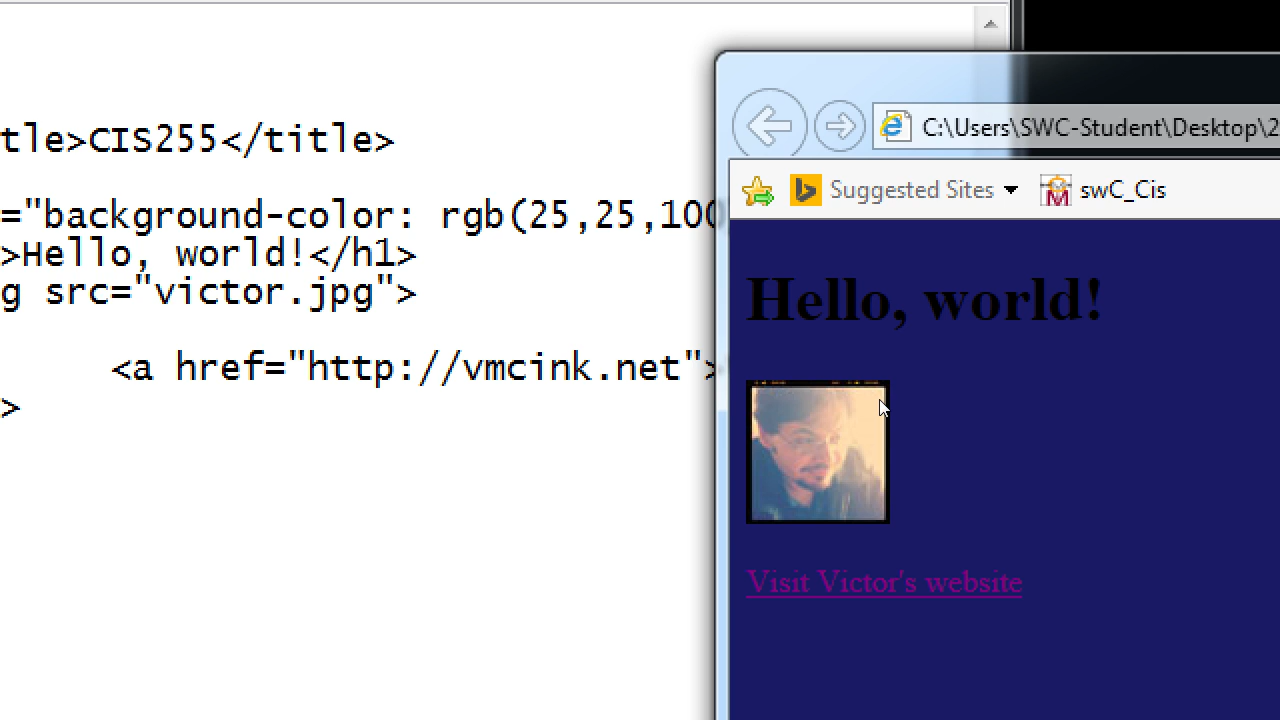 tle>CIS255</title>
="background-color: rgb(25,25,100
>Hello, world!</h1>
g src="victor.jpg">
<a href="http://vmcink.net">
>
C:\Users\SWC-Student\Desktop\2
Suggested Sites
swC_Cis
Hello, world!
Visit Victor's website